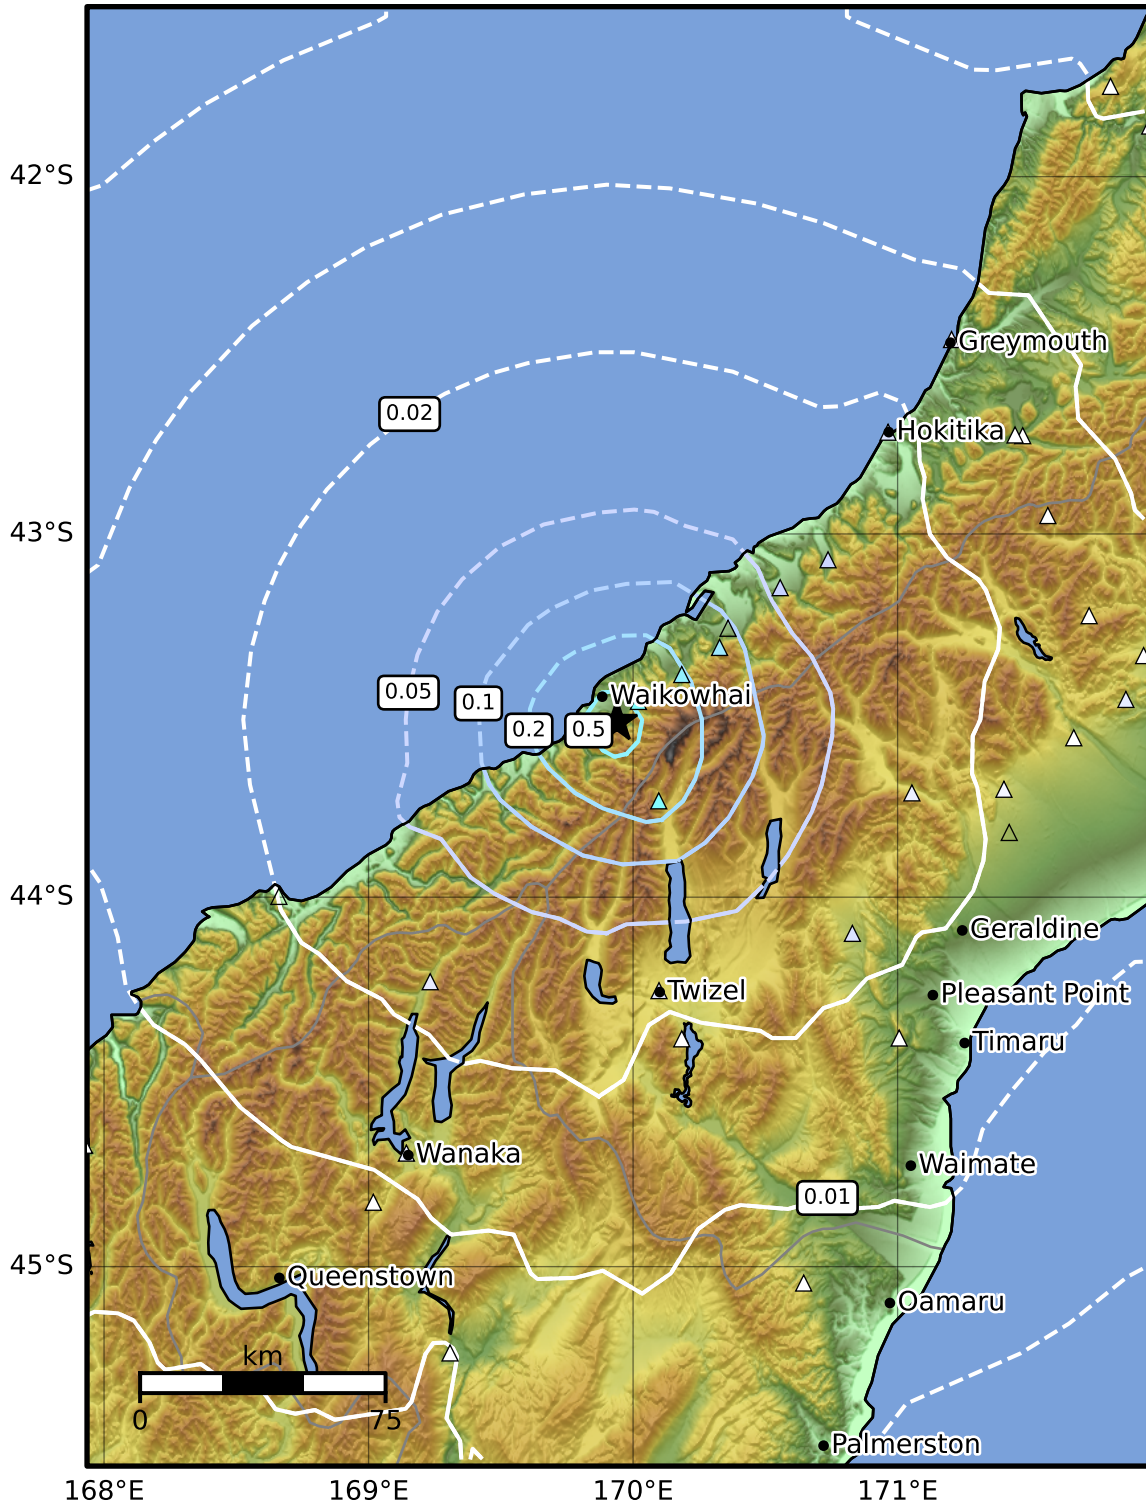 42°S
Greymouth
0.02
Hokitika
43°S
0.05
0.1
Waikowhai
0.2
0.5
44°S
Geraldine
Twizel
Pleasant Point
Timaru
Wanaka
Waimate
0.01
45°S
Queenstown
Oamaru
km
0
75
Palmerston
168°E
169°E
170°E
171°E